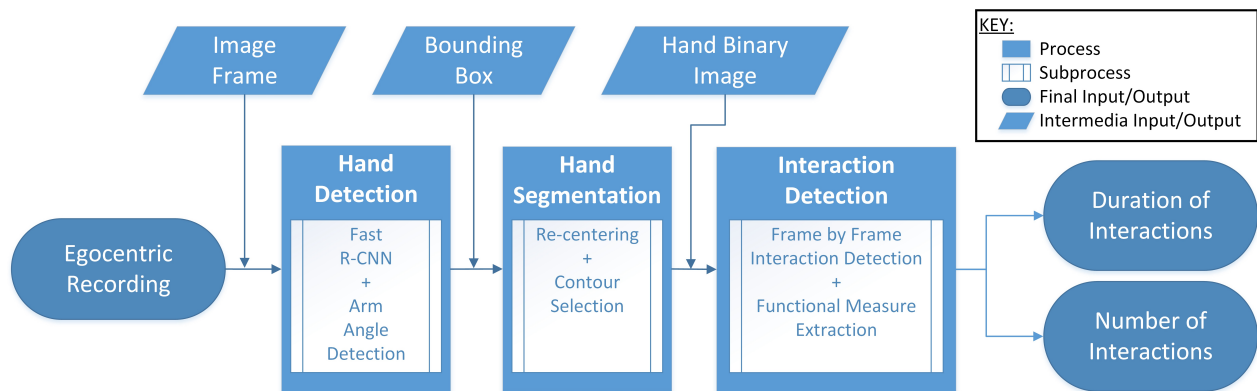 Image
Frame
Bounding
Box
Hand Binary
Image
KEY:
Process
Subprocess
Final Input/Output
Intermedia Input/Output
Egocentric
Recording
Hand
Detection
Fast
R-CNN
+
Arm
Angle
Detection
Hand
Segmentation
Re-centering
+
Contour
Selection
Interaction
Detection
Frame by Frame
Interaction Detection
+
Functional Measure
Extraction
Duration of
Interactions
Number of
Interactions